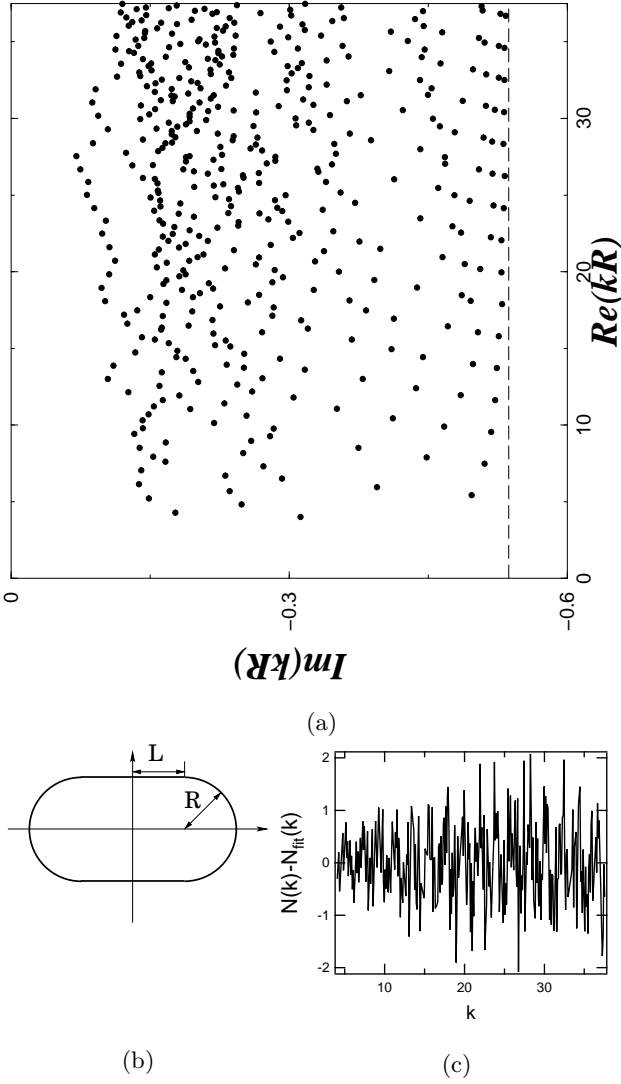 0
−0.3
−0.6
Im(kR)
0
10
20
30
Re(kR)
(a)
L
R
(b)
N(k)-N_fit(k)
2
1
0
-1
-2
10
20
30
k
(c)